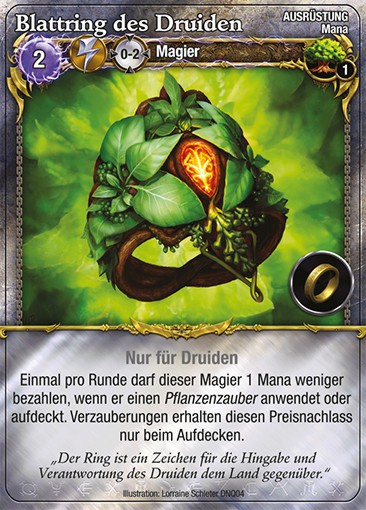 Blattring des Druiden
AUSRÜSTUNG
Mana
2
0-2
Magier
1
Nur für Druiden
Einmal pro Runde darf dieser Magier 1 Mana weniger
bezahlen, wenn er einen Pflanzenzauber anwendet oder
aufdeckt. Verzauberungen erhalten diesen Preisnachlass
nur beim Aufdecken.
„Der Ring ist ein Zeichen für die Hingabe und
Verantwortung des Druiden dem Land gegenüber.“
Illustration: Lorraine Schleter DNQ04